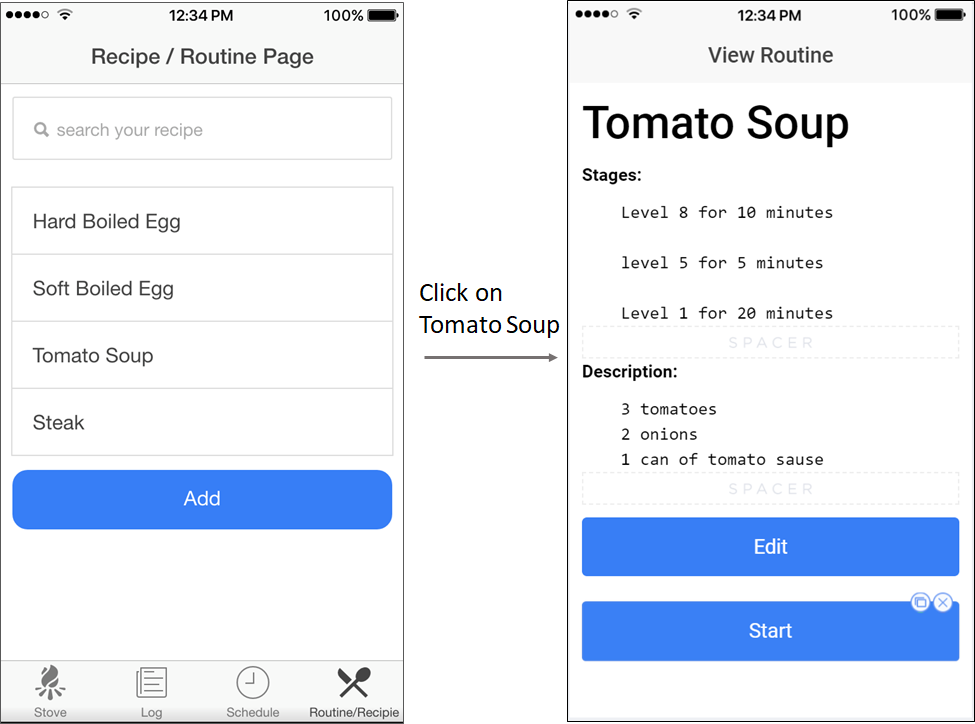 12:34 PM 100%
Recipe / Routine Page
search your recipe
Hard Boiled Egg
Soft Boiled Egg
Tomato Soup
Steak
Add
Stove Log Schedule Routine/Recipie
Click on
Tomato Soup
12:34 PM 100%
View Routine
Tomato Soup
Stages:
Level 8 for 10 minutes
level 5 for 5 minutes
Level 1 for 20 minutes
SPACER
Description:
3 tomatoes
2 onions
1 can of tomato sause
SPACER
Edit
Start